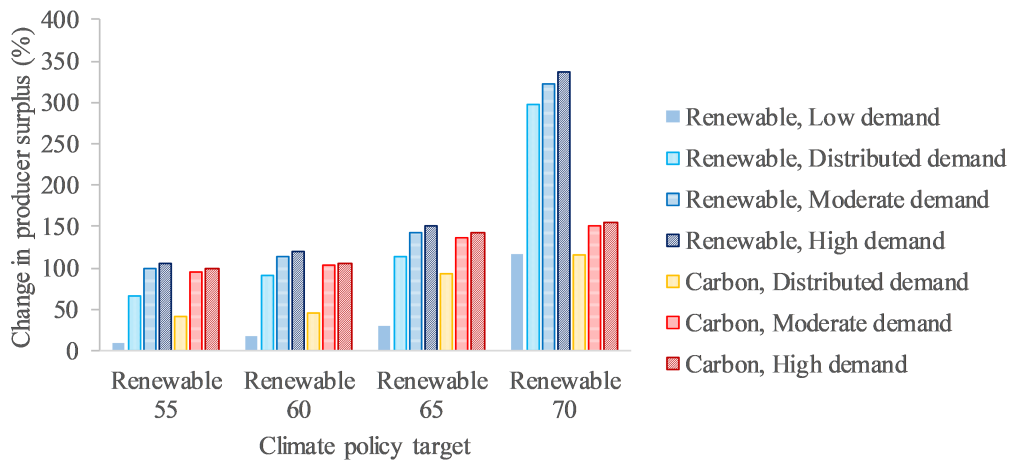 Change in producer surplus (%)
400
350
300
250
200
150
100
50
0
Renewable 55
Renewable 60
Renewable 65
Renewable 70
Climate policy target
Renewable, Low demand
Renewable, Distributed demand
Renewable, Moderate demand
Renewable, High demand
Carbon, Distributed demand
Carbon, Moderate demand
Carbon, High demand